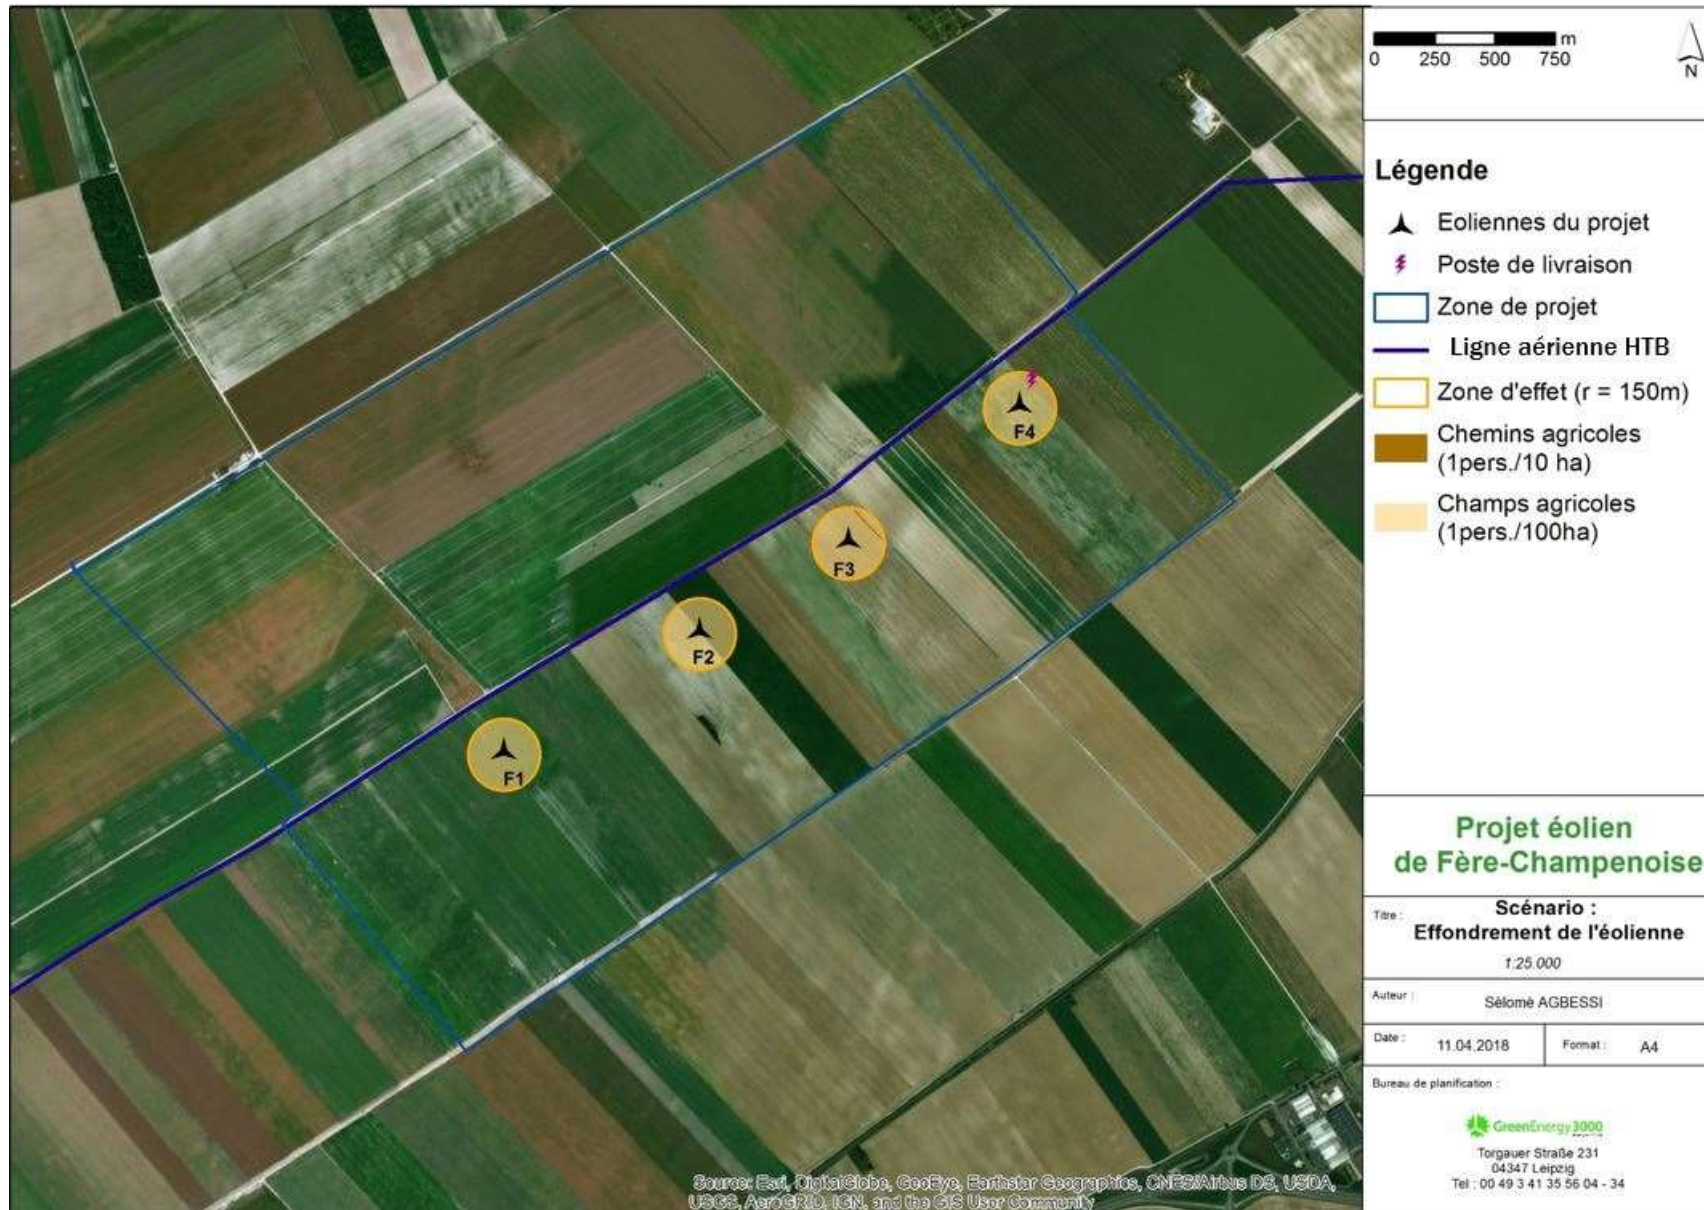 0 250 500 750 m
N
Légende
Eoliennes du projet
Poste de livraison
Zone de projet
Ligne aérienne HTB
Zone d'effet (r = 150m)
Chemins agricoles
(1pers./10 ha)
Champs agricoles
(1pers./100ha)
F4
F3
F2
F1
Projet éolien
de Fère-Champenoise
Titre : Scénario :
Effondrement de l'éolienne
1:25.000
Auteur : Sèlomè AGBESSI
Date : 11.04.2018 Format : A4
Bureau de planification :
GreenEnergy 3000
Torgauer Straße 231
04347 Leipzig
Tel : 00 49 3 41 35 56 04 - 34
Source: Esri, DigitalGlobe, GeoEye, Earthstar Geographics, CNES/Airbus DS, USDA,
USGS, AeroGRID, IGN, and the GIS User Community